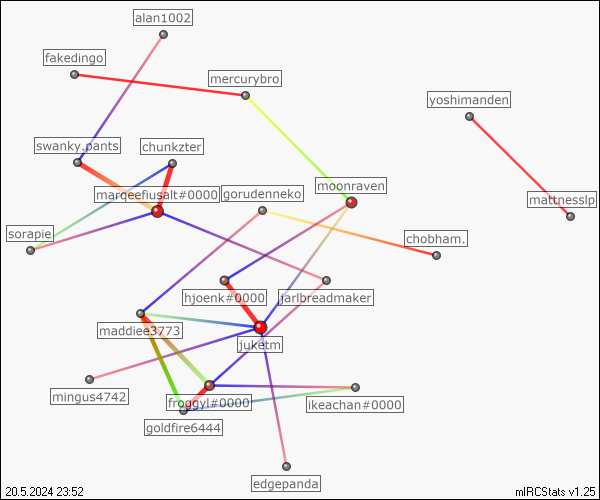 alan1002
fakedingo
mercurybro
yoshimanden
swanky.pants
chunkzter
marqeefiusalt#0000
gorudenneko
moonraven
mattnesslp
sorapie
chobham.
hjoenk#0000
jarlbreadmaker
maddiee3773
juketm
mingus4742
froggyl#0000
ikeachan#0000
goldfire6444
edgepanda
20.5.2024 23:52
mIRCStats v1.25